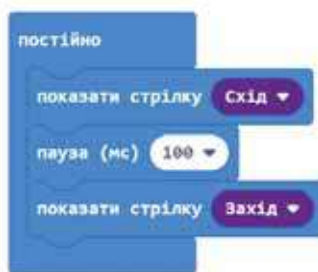 постійно
показати стрілку Схід
пауза (мс) 100
показати стрілку Захід